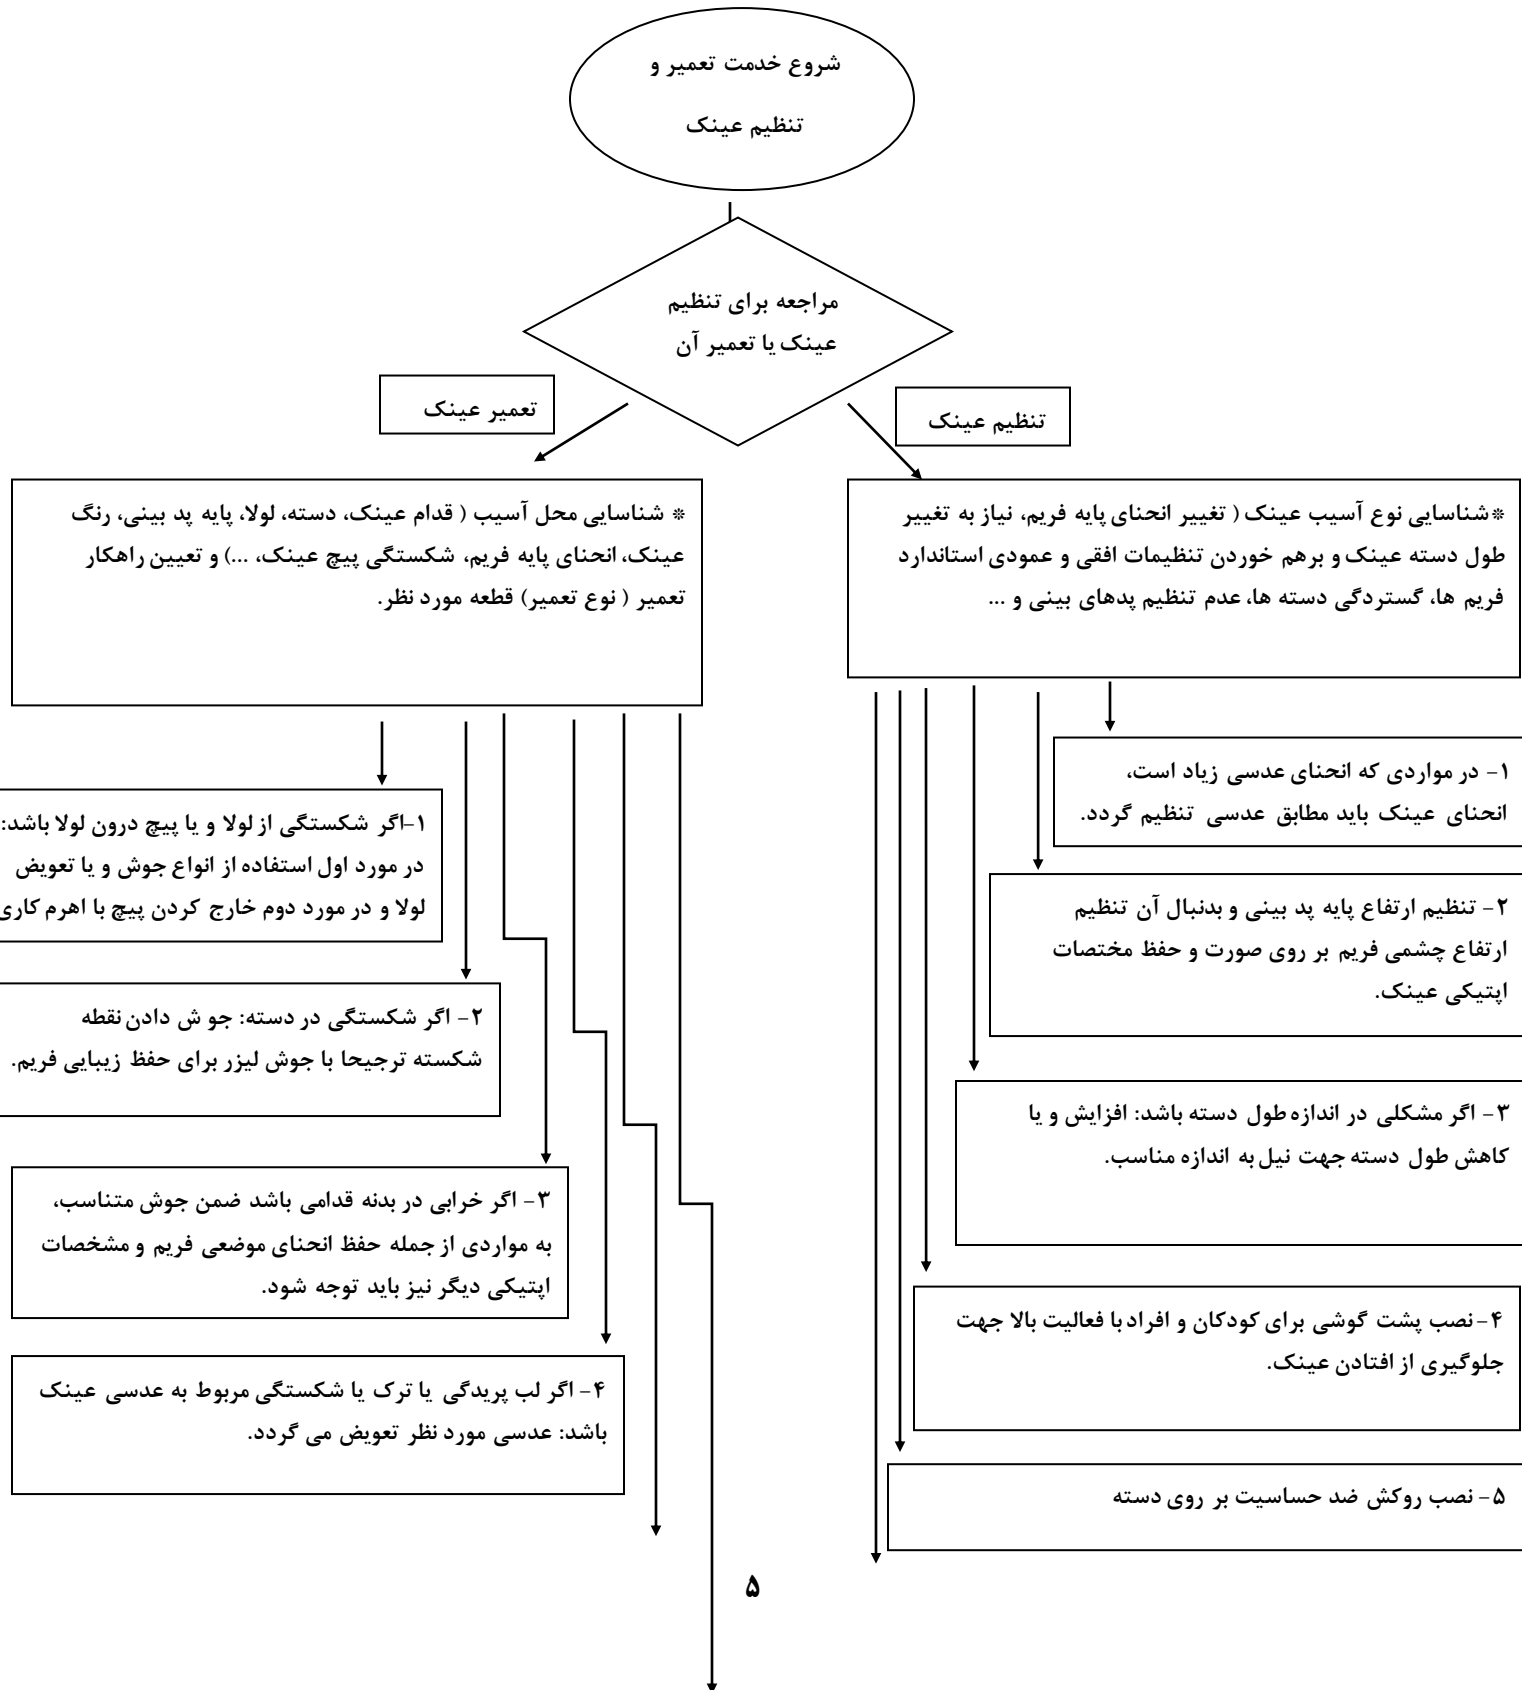 شروع خدمت تعمیر و
تنظیم عینک
مراجعه برای تنظیم
عینک یا تعمیر آن
تنظیم عینک
تعمیر عینک
*شناسایی نوع آسیب عینک ( تغییر انحنای پایه فریم، نیاز به تغییر
طول دسته عینک و برهم خوردن تنظیمات افقی و عمودی استاندارد
فریم ها، گستردگی دسته ها، عدم تنظیم پدهای بینی و ...
* شناسایی محل آسیب ( قدام عینک، دسته، لولا، پایه پد بینی، رنگ
عینک، انحنای پایه فریم، شکستگی پیچ عینک، ...) و تعیین راهکار
تعمیر ( نوع تعمیر) قطعه مورد نظر.
۱- در مواردی که انحنای عدسی زیاد است،
انحنای عینک باید مطابق عدسی تنظیم گردد.
۲- تنظیم ارتفاع پایه پد بینی و بدنبال آن تنظیم
ارتفاع چشمی فریم بر روی صورت و حفظ مختصات
اپتیکی عینک.
۳- اگر مشکلی در اندازه طول دسته باشد: افزایش و یا
کاهش طول دسته جهت نیل به اندازه مناسب.
۴-نصب پشت گوشی برای کودکان و افراد با فعالیت بالا جهت
جلوگیری از افتادن عینک.
۵- نصب روکش ضد حساسیت بر روی دسته
۱-اگر شکستگی از لولا و یا پیچ درون لولا باشد:
در مورد اول استفاده از انواع جوش و یا تعویض
لولا و در مورد دوم خارج کردن پیچ با اهرم کاری
۲- اگر شکستگی در دسته: جو ش دادن نقطه
شکسته ترجیحا با جوش لیزر برای حفظ زیبایی فریم.
۳- اگر خرابی در بدنه قدامی باشد ضمن جوش متناسب،
به مواردی از جمله حفظ انحنای موضعی فریم و مشخصات
اپتیکی دیگر نیز باید توجه شود.
۴- اگر لب پریدگی یا ترک یا شکستگی مربوط به عدسی عینک
باشد: عدسی مورد نظر تعویض می گردد.
۵